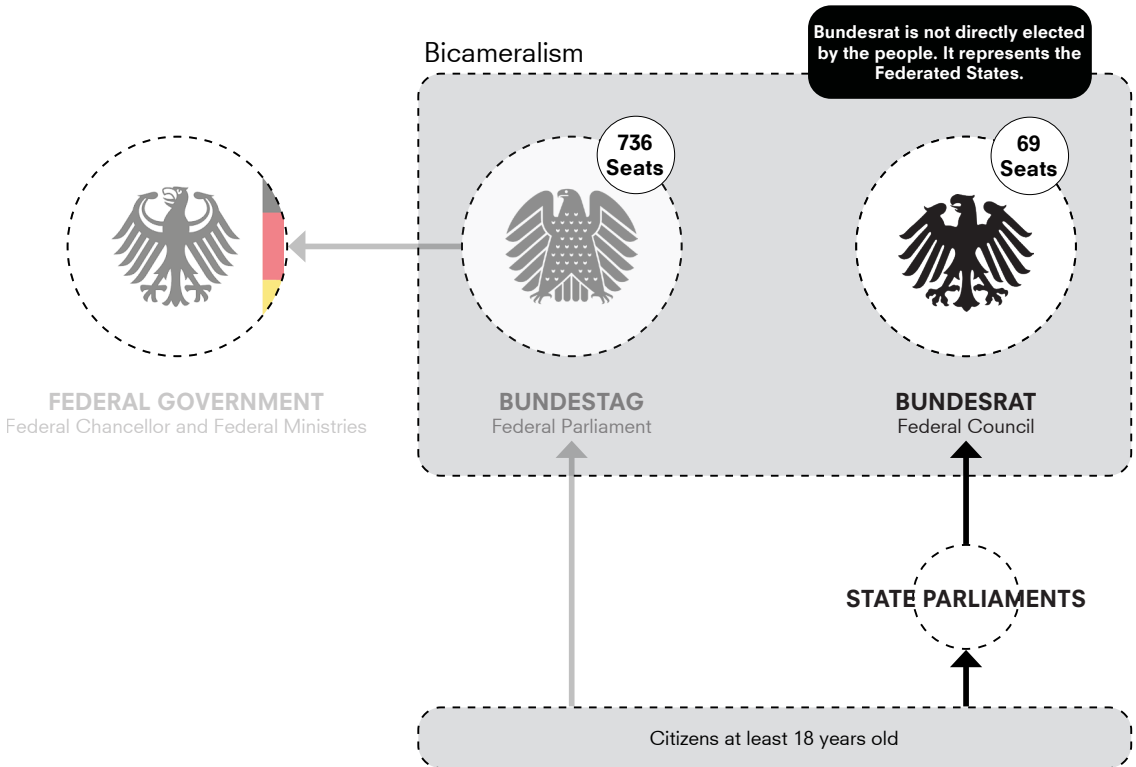 Bundesrat is not directly elected
by the people. It represents the
Federated States.
Bicameralism
736
Seats
69
Seats
FEDERAL GOVERNMENT
Federal Chancellor and Federal Ministries
BUNDESTAG
Federal Parliament
BUNDESRAT
Federal Council
STATE PARLIAMENTS
Citizens at least 18 years old